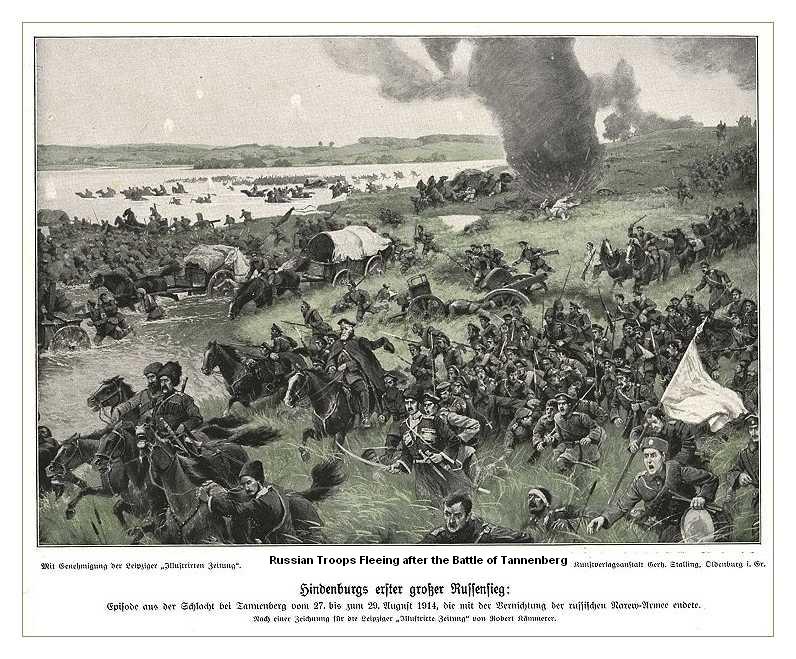 Mit Genehmigung der Leipziger „Illustrirten Zeitung“. Russian Troops Fleeing after the Battle of Tannenberg Kunstverlagsanstalt Gerh. Stalling, Oldenburg i. Gr.
Hindenburgs erster großer Russensieg:
Episode aus der Schlacht bei Tannenberg vom 27. bis zum 29. August 1914, die mit der Vernichtung der russischen Narew-Armee endete.
Nach einer Zeichnung für die Leipziger „Illustrirte Zeitung“ von Robert Kämmerer.